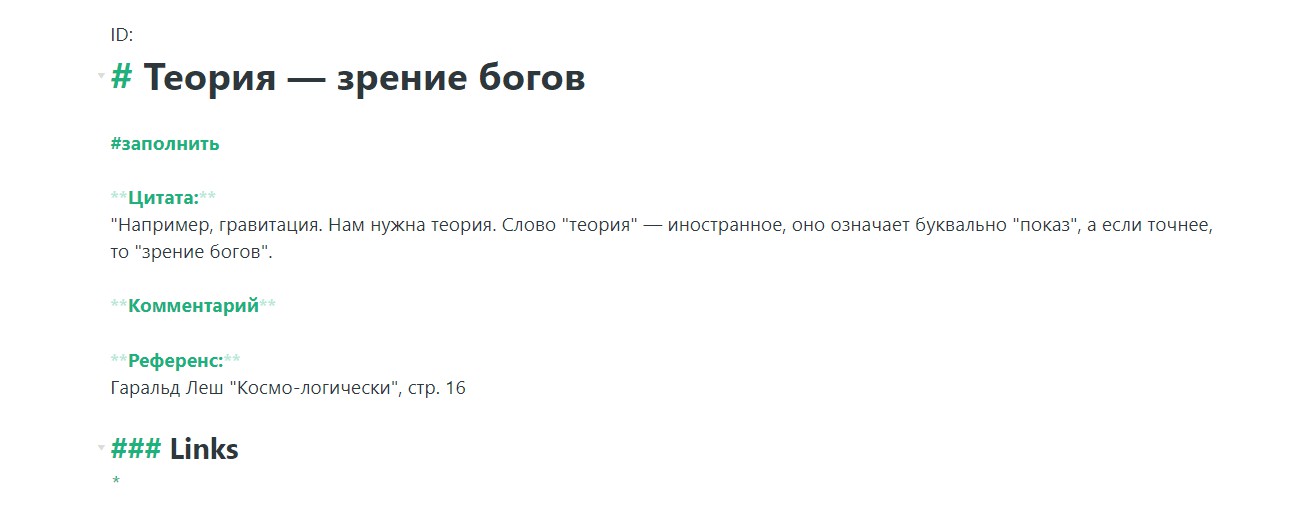 ID:
# Теория — зрение богов
#заполнить
**Цитата:**
"Например, гравитация. Нам нужна теория. Слово "теория" — иностранное, оно означает буквально "показ", а если точнее,
то "зрение богов".
**Комментарий**
**Референс:**
Гаральд Леш "Космо-логически", стр. 16
### Links
*